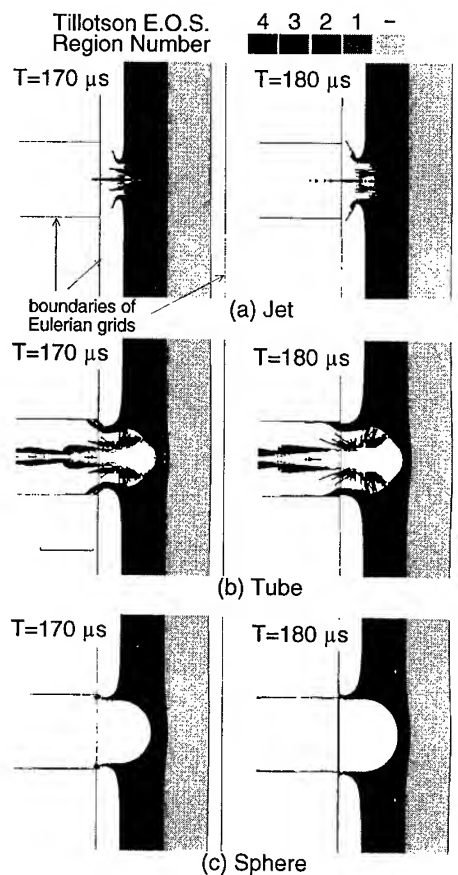 Tillotson E.O.S. 4 3 2 1 –
Region Number
T=170 μs T=180 μs
boundaries of
Eulerian grids
(a) Jet
T=170 μs T=180 μs
(b) Tube
T=170 μs T=180 μs
(c) Sphere